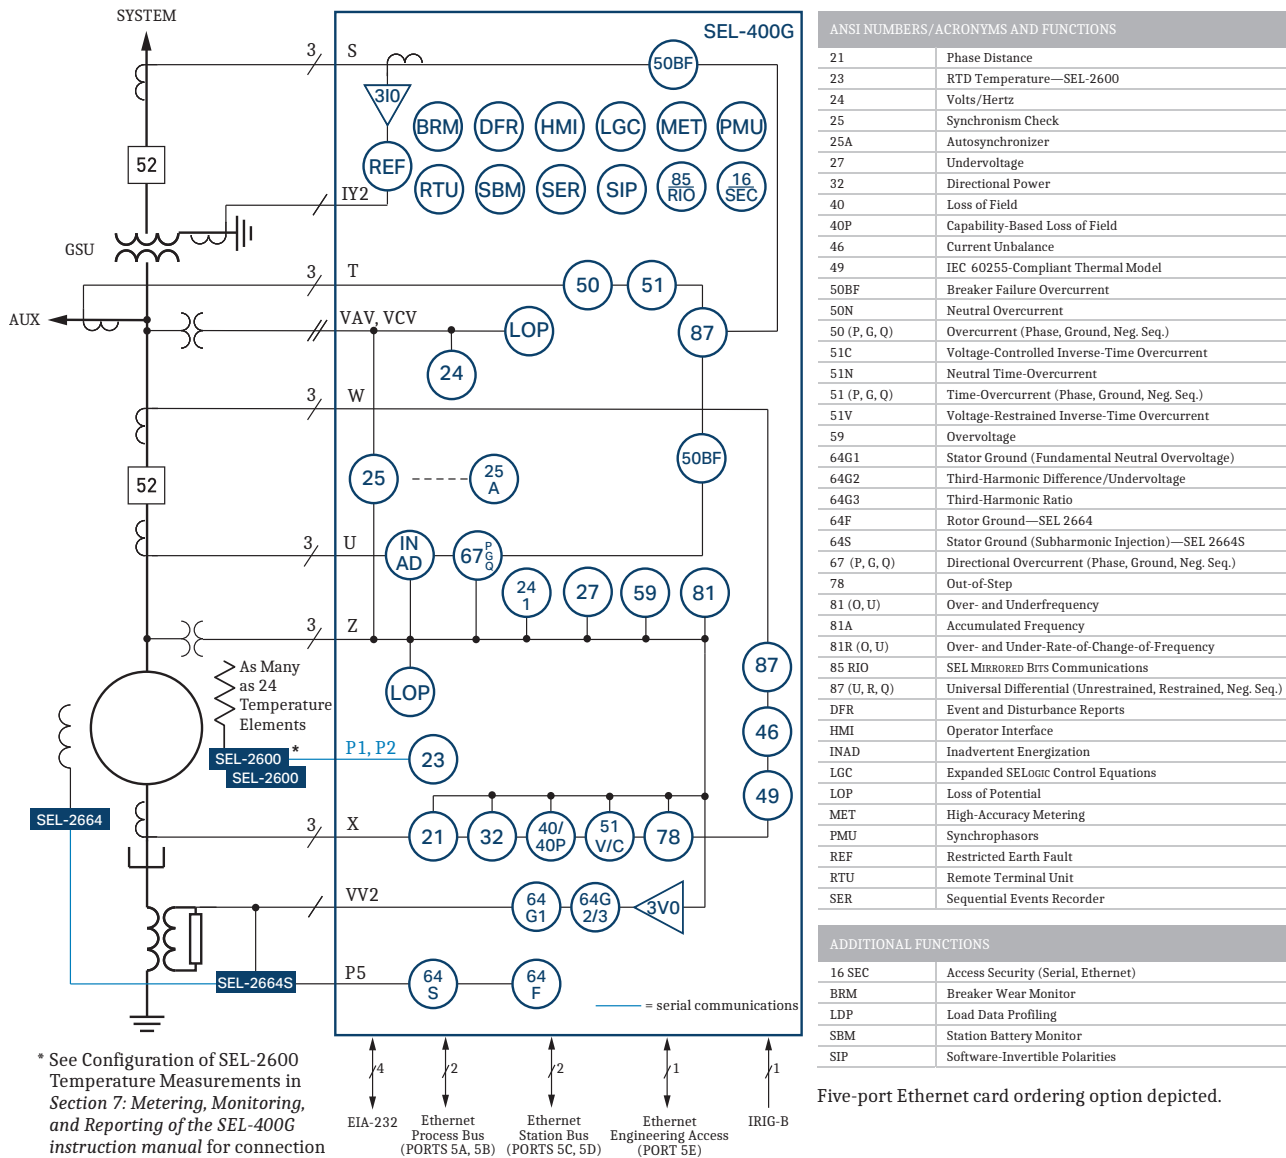 SYSTEM
SEL-400G
3
S
50BF
3I0
BRM
DFR
HMI
LGC
MET
PMU
52
REF
RTU
SBM
SER
SIP
85
RIO
16
SEC
IY2
GSU
3
T
50
51
AUX
VAV, VCV
LOP
87
24
3
W
50BF
25
25
A
52
3
U
IN
AD
67
P
G
Q
24
1
27
59
81
3
Z
As Many
as 24
Temperature
Elements
LOP
87
46
P1, P2
*
SEL-2600
SEL-2600
23
49
SEL-2664
3
X
21
32
40/
40P
51
V/C
78
VV2
64
G1
64G
2/3
3V0
P5
SEL-2664S
64
S
64
F
= serial communications
4
2
2
1
1
EIA-232
Ethernet
Process Bus
(PORTS 5A, 5B)
Ethernet
Station Bus
(PORTS 5C, 5D)
Ethernet
Engineering Access
(PORT 5E)
IRIG-B
* See Configuration of SEL-2600
Temperature Measurements in
Section 7: Metering, Monitoring,
and Reporting of the SEL-400G
instruction manual for connection
ANSI NUMBERS/ACRONYMS AND FUNCTIONS
21 Phase Distance
23 RTD Temperature—SEL-2600
24 Volts/Hertz
25 Synchronism Check
25A Autosynchronizer
27 Undervoltage
32 Directional Power
40 Loss of Field
40P Capability-Based Loss of Field
46 Current Unbalance
49 IEC 60255-Compliant Thermal Model
50BF Breaker Failure Overcurrent
50N Neutral Overcurrent
50 (P, G, Q) Overcurrent (Phase, Ground, Neg. Seq.)
51C Voltage-Controlled Inverse-Time Overcurrent
51N Neutral Time-Overcurrent
51 (P, G, Q) Time-Overcurrent (Phase, Ground, Neg. Seq.)
51V Voltage-Restrained Inverse-Time Overcurrent
59 Overvoltage
64G1 Stator Ground (Fundamental Neutral Overvoltage)
64G2 Third-Harmonic Difference/Undervoltage
64G3 Third-Harmonic Ratio
64F Rotor Ground—SEL 2664
64S Stator Ground (Subharmonic Injection)—SEL 2664S
67 (P, G, Q) Directional Overcurrent (Phase, Ground, Neg. Seq.)
78 Out-of-Step
81 (O, U) Over- and Underfrequency
81A Accumulated Frequency
81R (O, U) Over- and Under-Rate-of-Change-of-Frequency
85 RIO SEL MIRRORED BITS Communications
87 (U, R, Q) Universal Differential (Unrestrained, Restrained, Neg. Seq.)
DFR Event and Disturbance Reports
HMI Operator Interface
INAD Inadvertent Energization
LGC Expanded SELOGIC Control Equations
LOP Loss of Potential
MET High-Accuracy Metering
PMU Synchrophasors
REF Restricted Earth Fault
RTU Remote Terminal Unit
SER Sequential Events Recorder
ADDITIONAL FUNCTIONS
16 SEC Access Security (Serial, Ethernet)
BRM Breaker Wear Monitor
LDP Load Data Profiling
SBM Station Battery Monitor
SIP Software-Invertible Polarities
Five-port Ethernet card ordering option depicted.